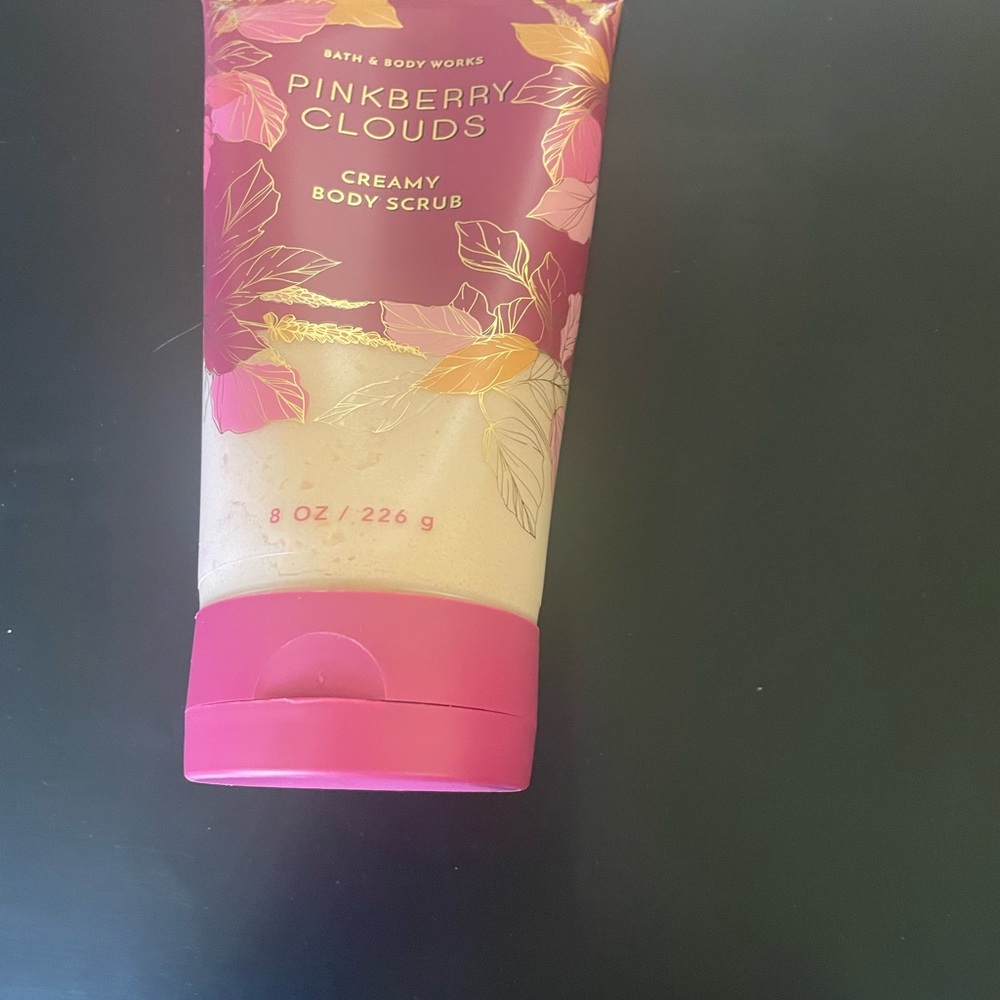 BATH & BODY WORKS
PINKBERRY
CLOUDS
CREAMY
BODY SCRUB
8 OZ / 226 g